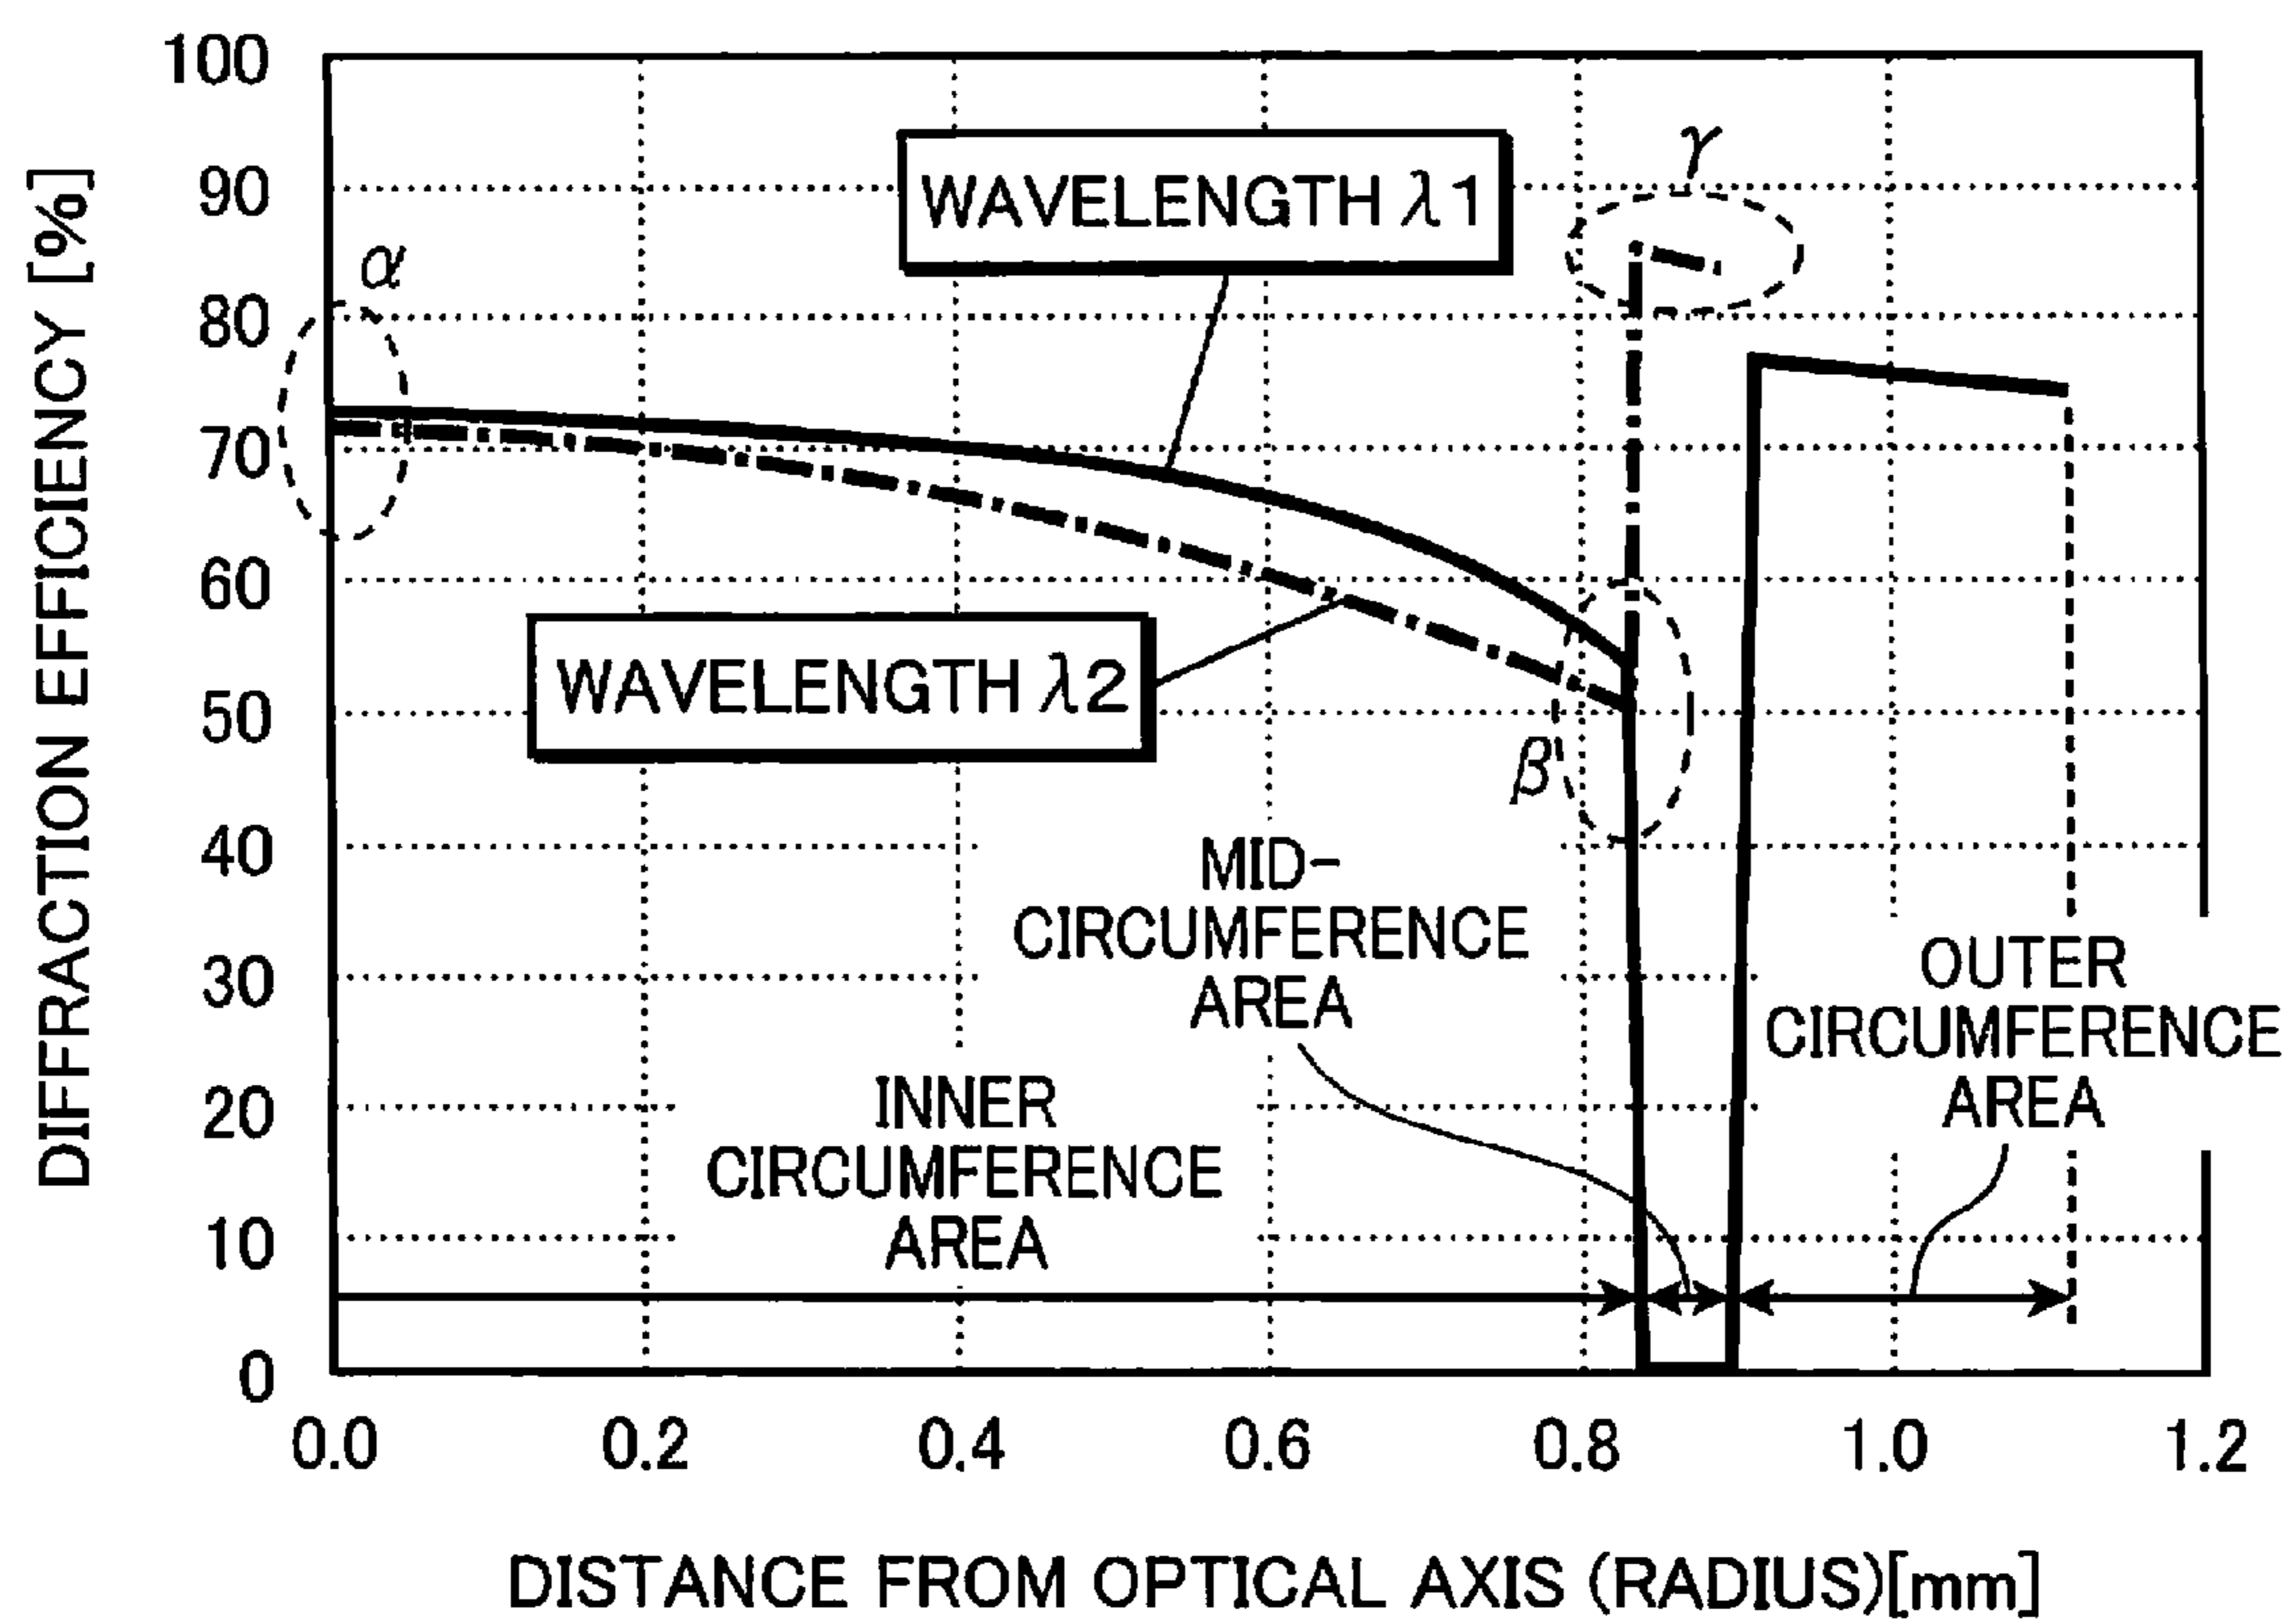 DIFFRACTION EFFICIENCY [%]
100
90
80
70
60
50
40
30
20
10
0
α
γ
WAVELENGTH λ1
WAVELENGTH λ2
β
MID-
CIRCUMFERENCE
AREA
OUTER
CIRCUMFERENCE
AREA
INNER
CIRCUMFERENCE
AREA
0.0 0.2 0.4 0.6 0.8 1.0 1.2
DISTANCE FROM OPTICAL AXIS (RADIUS)[mm]